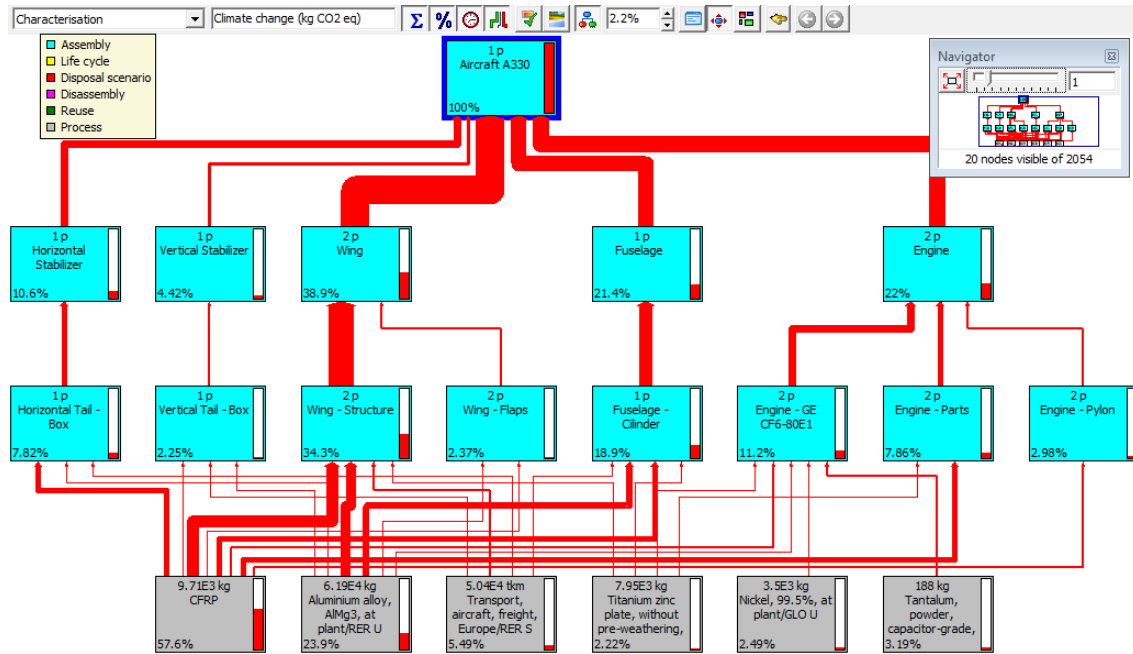 Characterisation
Climate change (kg CO2 eq)
Σ
%
2.2%
Assembly
Life cycle
Disposal scenario
Disassembly
Reuse
Process
Navigator
1
20 nodes visible of 2054
1 p
Aircraft A330
100%
1 p
Horizontal
Stabilizer
10.6%
1 p
Vertical Stabilizer
4.42%
2 p
Wing
38.9%
1 p
Fuselage
21.4%
2 p
Engine
22%
1 p
Horizontal Tail -
Box
7.82%
1 p
Vertical Tail - Box
2.25%
2 p
Wing - Structure
34.3%
2 p
Wing - Flaps
2.37%
1 p
Fuselage -
Cylinder
18.9%
2 p
Engine - GE
CF6-80E1
11.2%
2 p
Engine - Parts
7.86%
2 p
Engine - Pylon
2.98%
9.71E3 kg
CFRP
57.6%
6.19E4 kg
Aluminium alloy,
AlMg3, at
plant/RER U
23.9%
5.04E4 tkm
Transport,
aircraft, freight,
Europe/RER S
5.49%
7.95E3 kg
Titanium zinc
plate, without
pre-weathering,
2.22%
3.5E3 kg
Nickel, 99.5%, at
plant/GLO U
2.49%
188 kg
Tantalum,
powder,
capacitor-grade,
3.19%